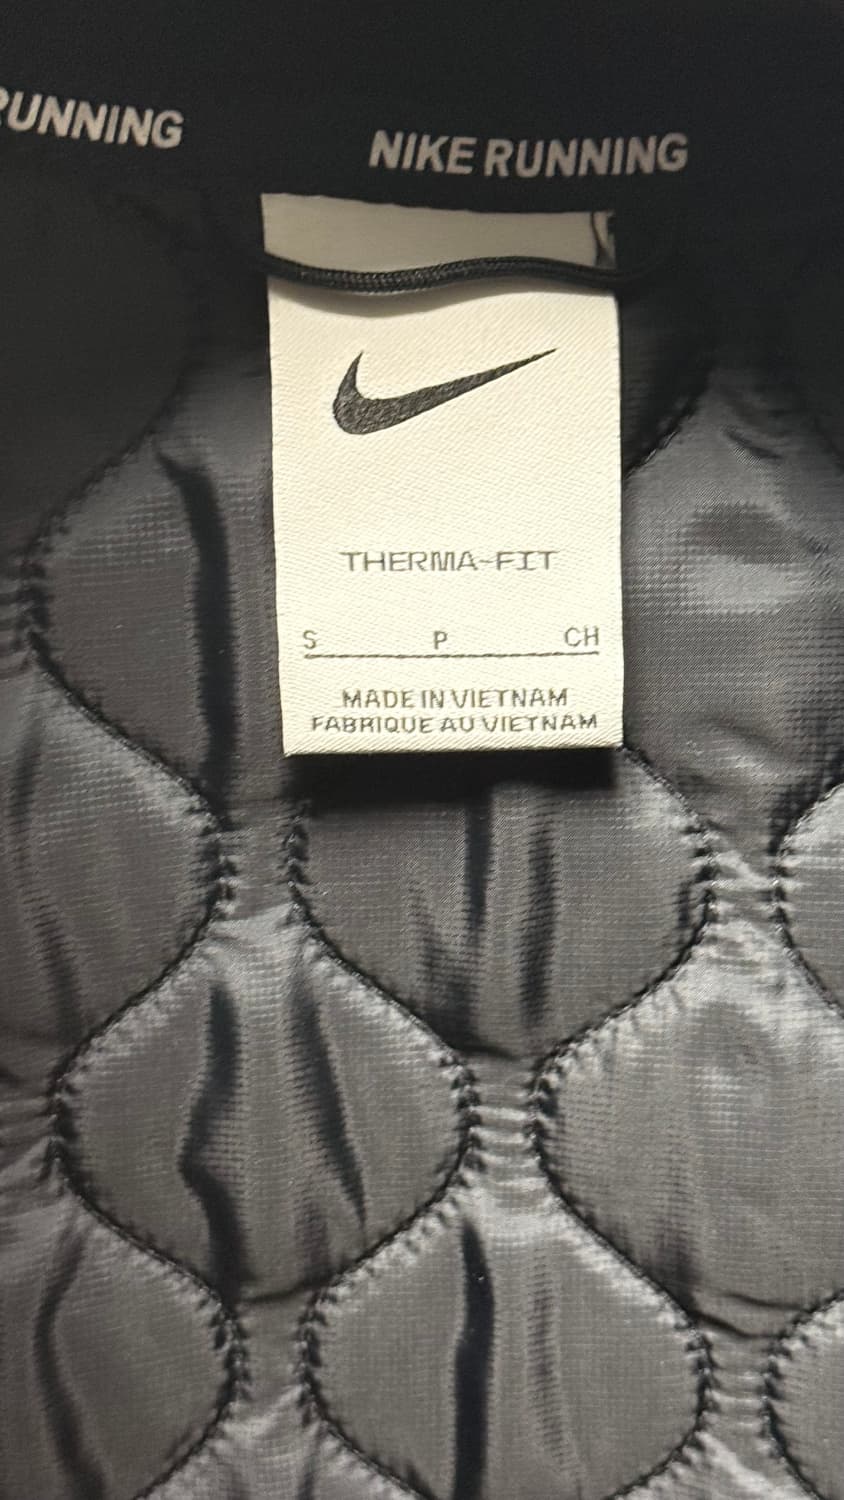 RUNNING
NIKE RUNNING
THERMA-FIT
S P CH
MADE IN VIETNAM
FABRIQUE AU VIETNAM